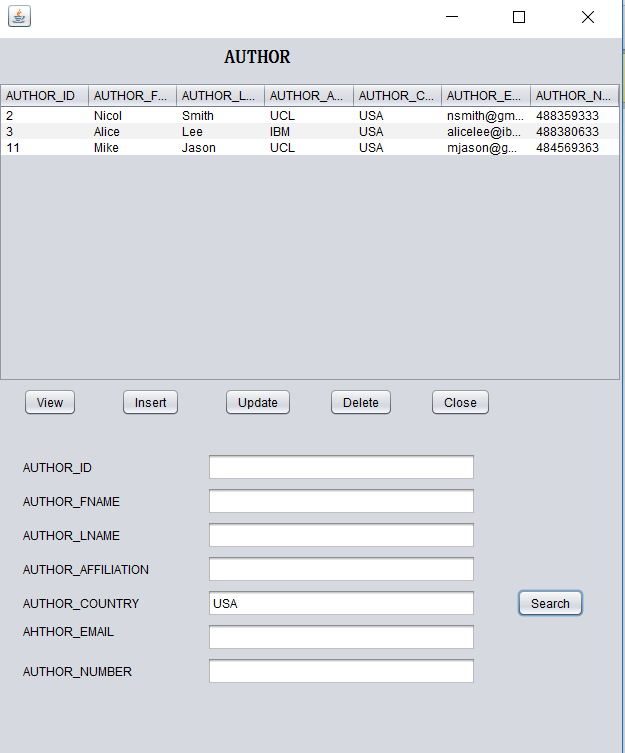 AUTHOR
AUTHOR_ID AUTHOR_F... AUTHOR_L... AUTHOR_A... AUTHOR_C... AUTHOR_E... AUTHOR_N...
2 Nicol Smith UCL USA nsmith@gm... 488359333
3 Alice Lee IBM USA alicelee@ib... 488380633
11 Mike Jason UCL USA mjason@g... 484569363
View Insert Update Delete Close
AUTHOR_ID
AUTHOR_FNAME
AUTHOR_LNAME
AUTHOR_AFFILIATION
AUTHOR_COUNTRY USA Search
AHTHOR_EMAIL
AUTHOR_NUMBER